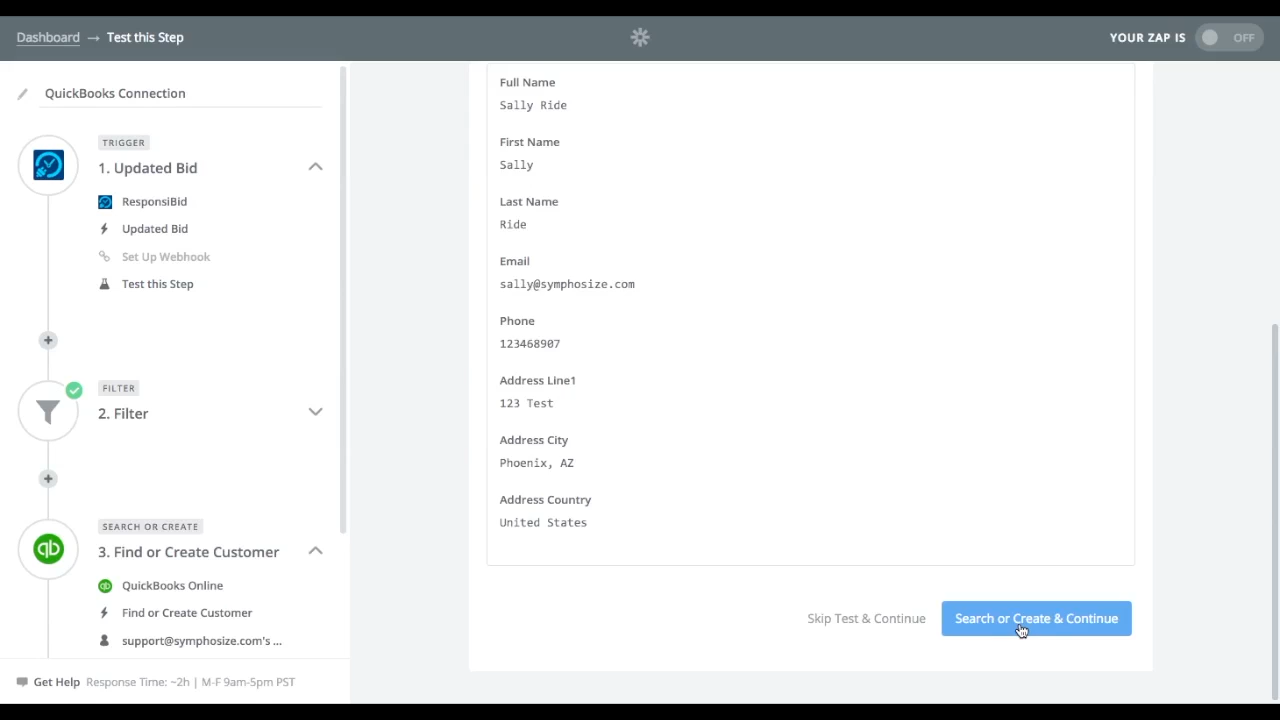 Dashboard → Test this Step
YOUR ZAP IS OFF
QuickBooks Connection
TRIGGER
1. Updated Bid
ResponsiBid
Updated Bid
Set Up Webhook
Test this Step
FILTER
2. Filter
SEARCH OR CREATE
3. Find or Create Customer
QuickBooks Online
Find or Create Customer
support@symphosize.com's ...
Get Help Response Time: ~2h | M-F 9am-5pm PST
Full Name
Sally Ride
First Name
Sally
Last Name
Ride
Email
sally@symphosize.com
Phone
123468907
Address Line1
123 Test
Address City
Phoenix, AZ
Address Country
United States
Skip Test & Continue
Search or Create & Continue